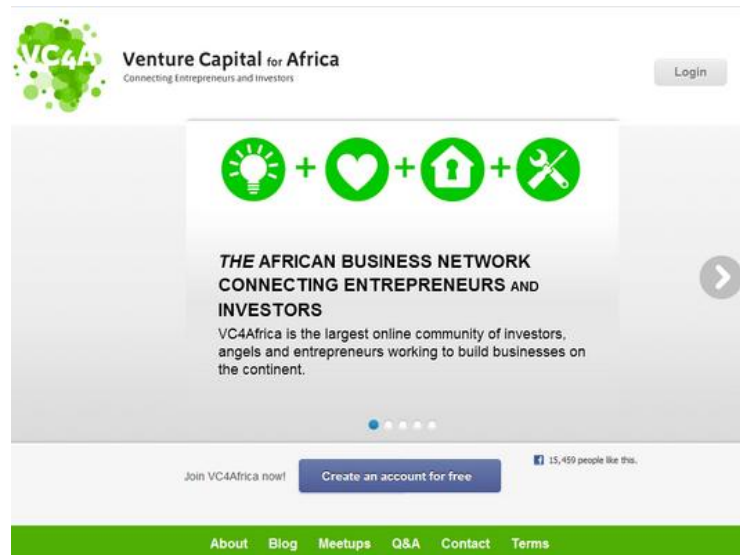 VC4A
Venture Capital for Africa
Connecting Entrepreneurs and Investors
Login
THE AFRICAN BUSINESS NETWORK
CONNECTING ENTREPRENEURS AND
INVESTORS
VC4Africa is the largest online community of investors,
angels and entrepreneurs working to build businesses on
the continent.
Join VC4Africa now!
Create an account for free
15,459 people like this.
About Blog Meetups Q&A Contact Terms